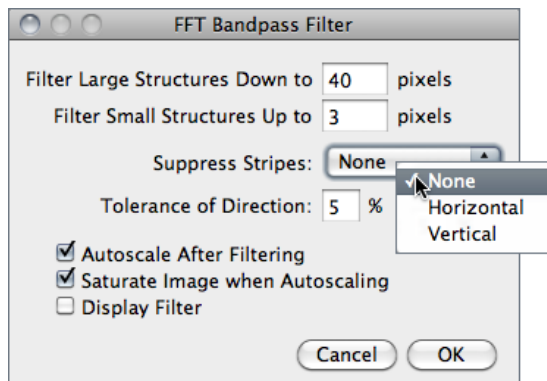 FFT Bandpass Filter
Filter Large Structures Down to 40 pixels
Filter Small Structures Up to 3 pixels
Suppress Stripes: None
None
Horizontal
Vertical
Tolerance of Direction: 5 %
Autoscale After Filtering
Saturate Image when Autoscaling
Display Filter
Cancel OK